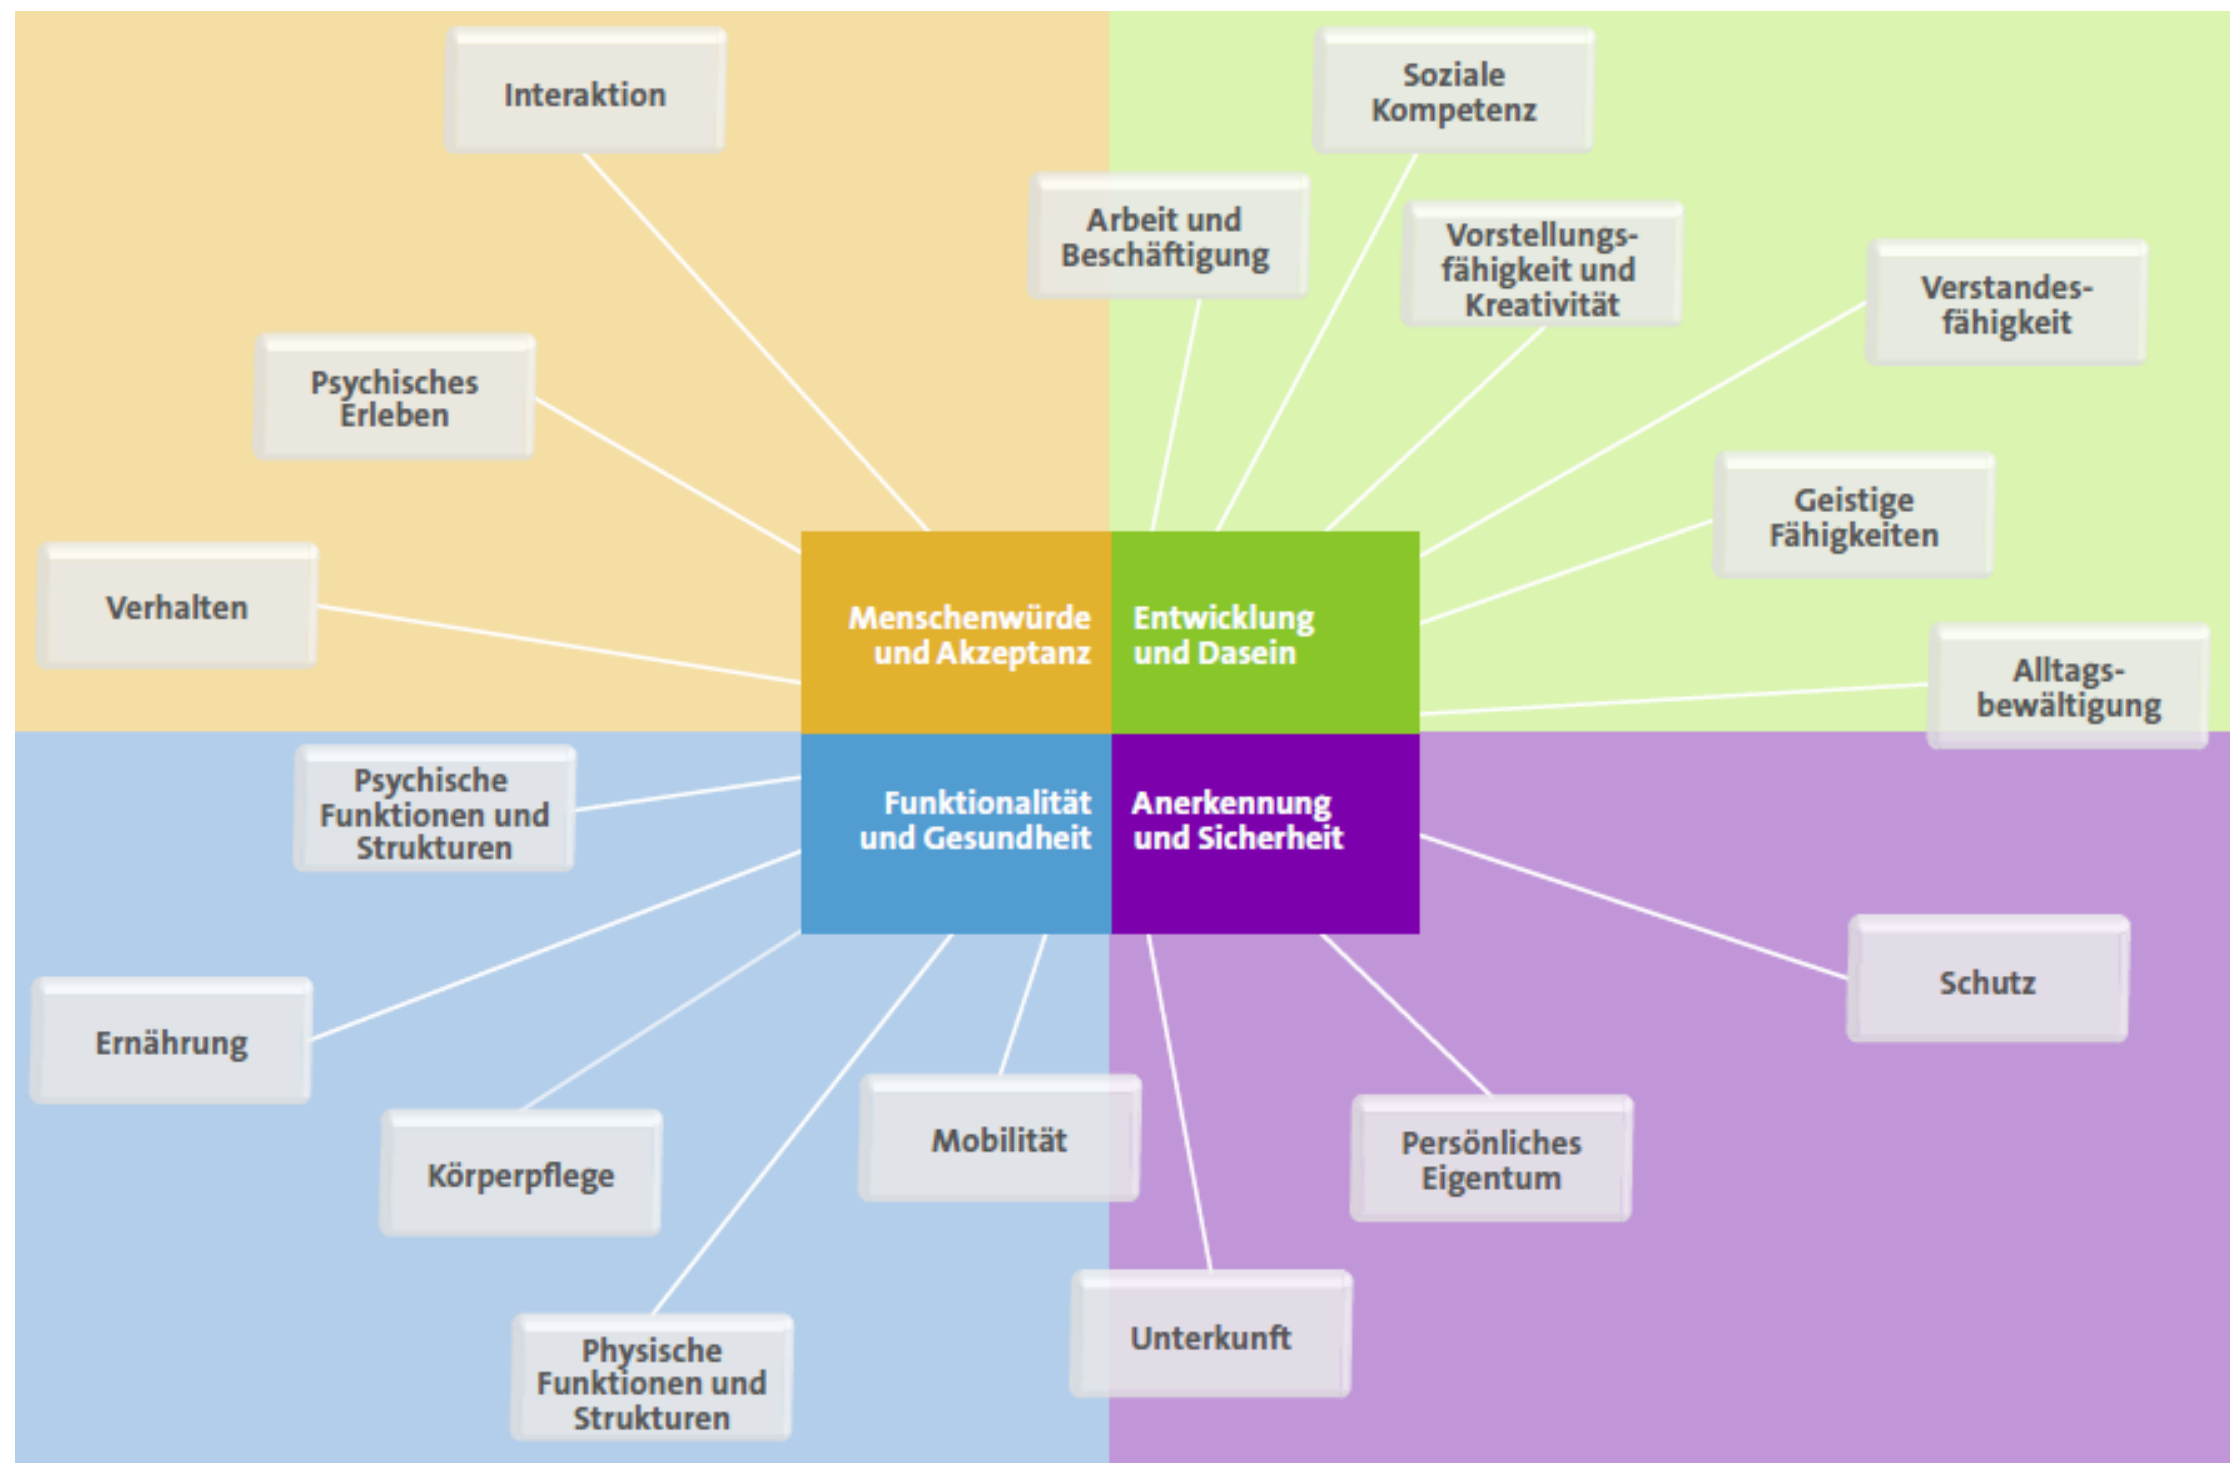 Interaktion
Soziale
Kompetenz
Arbeit und
Beschäftigung
Vorstellungs-
fähigkeit und
Kreativität
Verstandes-
fähigkeit
Psychisches
Erleben
Geistige
Fähigkeiten
Verhalten
Menschenwürde
und Akzeptanz
Entwicklung
und Dasein
Alltags-
bewältigung
Psychische
Funktionen und
Strukturen
Funktionalität
und Gesundheit
Anerkennung
und Sicherheit
Schutz
Ernährung
Körperpflege
Mobilität
Persönliches
Eigentum
Unterkunft
Physische
Funktionen und
Strukturen